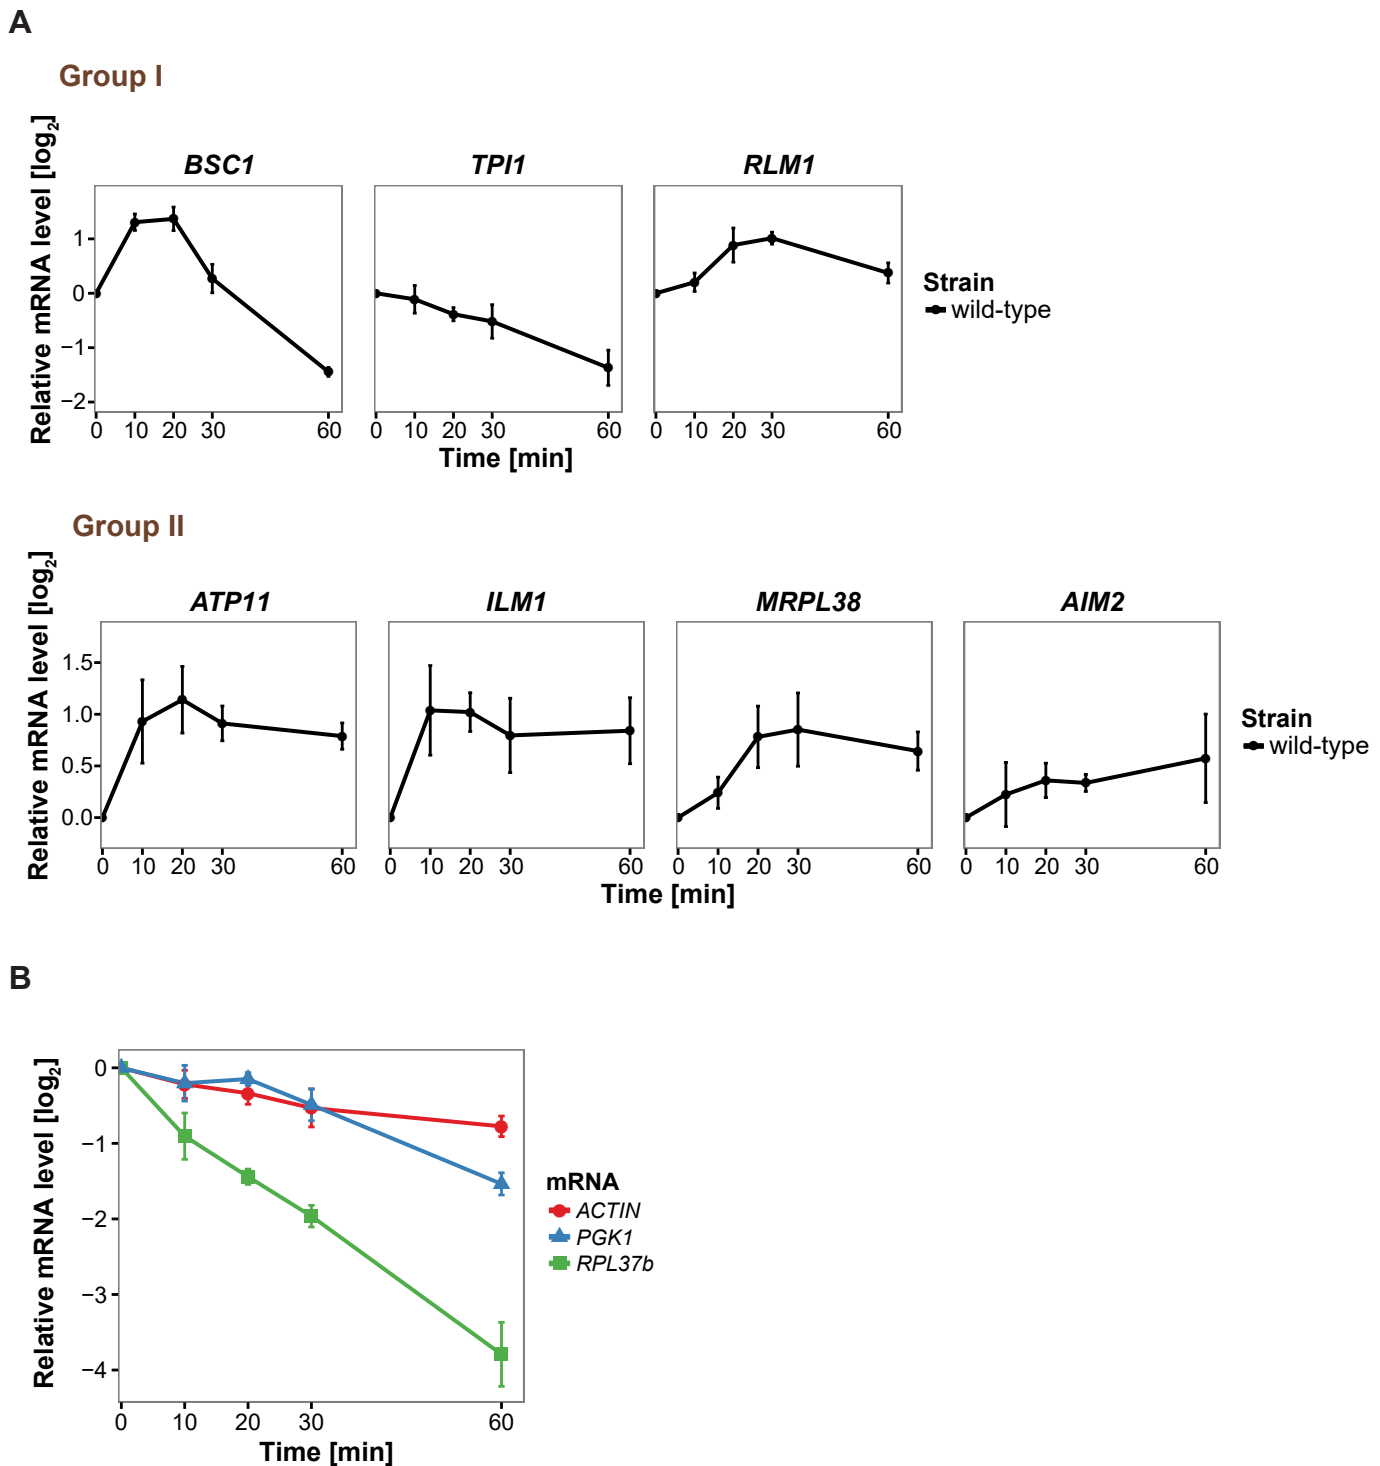 A
Group I
Relative mRNA level [log2]
BSC1
TPI1
RLM1
1
0
−1
−2
0 10 20 30 60
0 10 20 30 60
0 10 20 30 60
Time [min]
Strain
wild-type
Group II
Relative mRNA level [log2]
ATP11
ILM1
MRPL38
AIM2
1.5
1.0
0.5
0.0
0 10 20 30 60
0 10 20 30 60
0 10 20 30 60
0 10 20 30 60
Time [min]
Strain
wild-type
B
Relative mRNA level [log2]
0
−1
−2
−3
−4
0 10 20 30 60
Time [min]
mRNA
ACTIN
PGK1
RPL37b